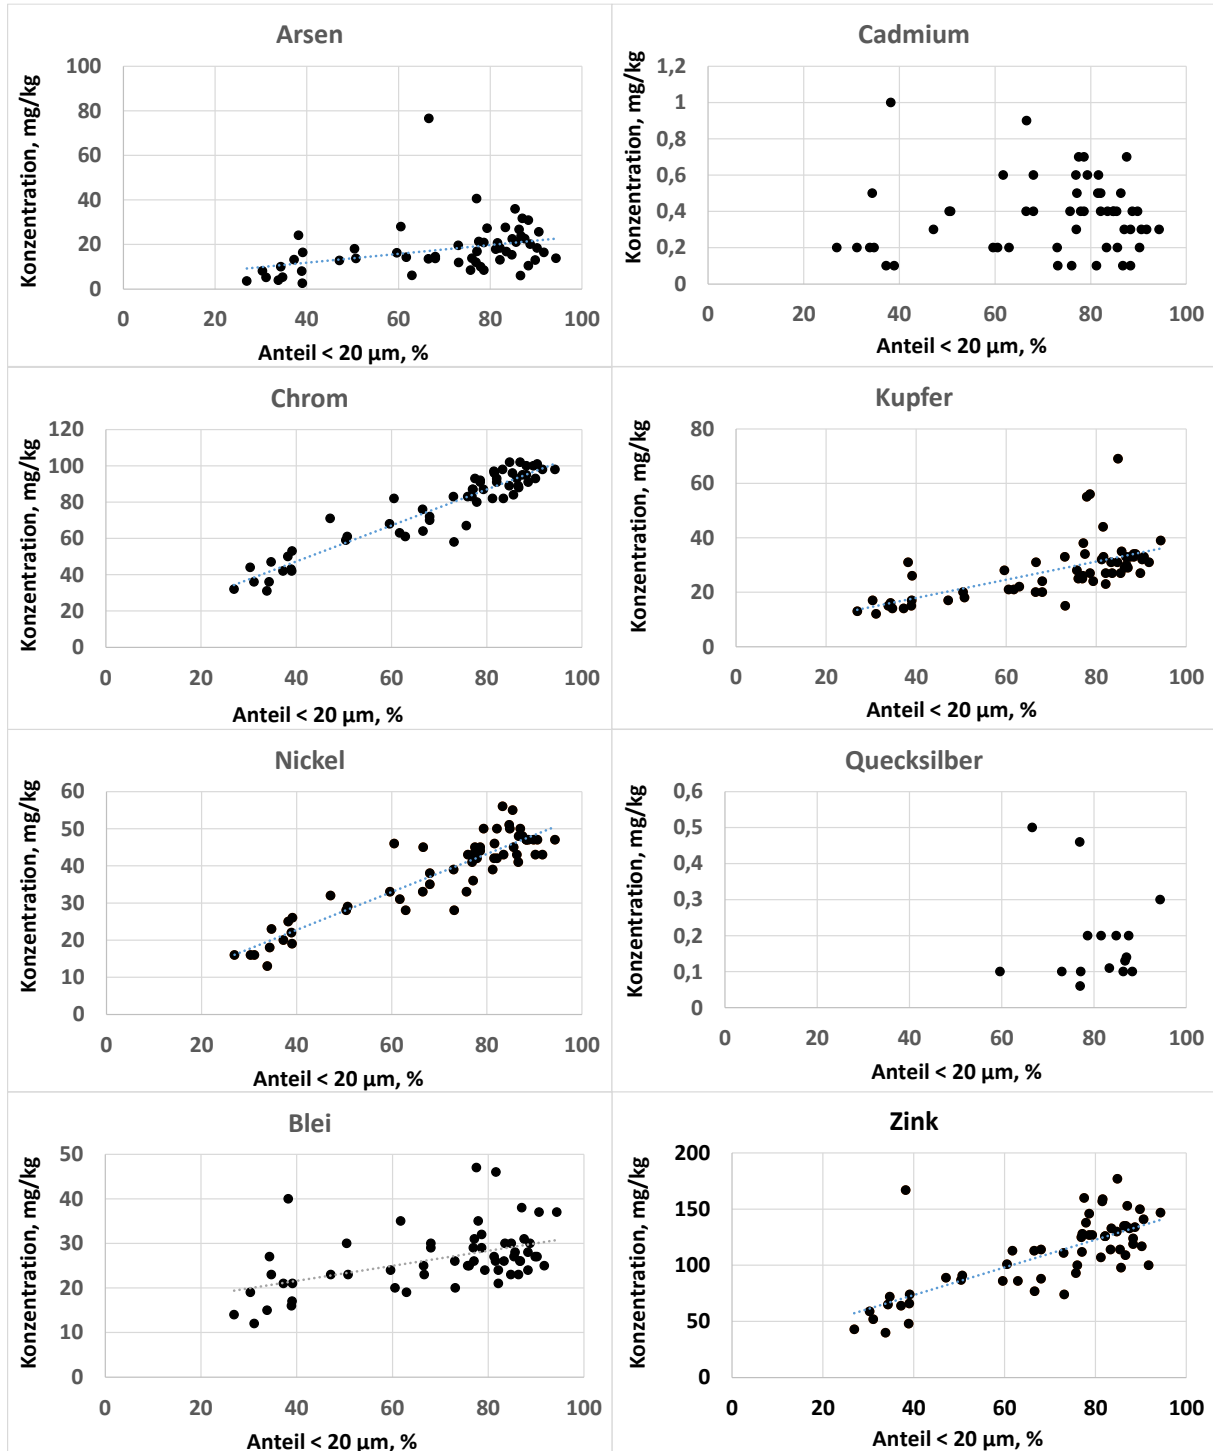 Arsen
Konzentration, mg/kg
100
80
60
40
20
0
0 20 40 60 80 100
Anteil < 20 µm, %
Cadmium
Konzentration, mg/kg
1,2
1
0,8
0,6
0,4
0,2
0
0 20 40 60 80 100
Anteil < 20 µm, %
Chrom
Konzentration, mg/kg
120
100
80
60
40
20
0
0 20 40 60 80 100
Anteil < 20 µm, %
Kupfer
Konzentration, mg/kg
80
60
40
20
0
0 20 40 60 80 100
Anteil < 20 µm, %
Nickel
Konzentration, mg/kg
60
50
40
30
20
10
0
0 20 40 60 80 100
Anteil < 20 µm, %
Quecksilber
Konzentration, mg/kg
0,6
0,5
0,4
0,3
0,2
0,1
0
0 20 40 60 80 100
Anteil < 20 µm, %
Blei
Konzentration, mg/kg
50
40
30
20
10
0
0 20 40 60 80 100
Anteil < 20 µm, %
Zink
Konzentration, mg/kg
200
150
100
50
0
0 20 40 60 80 100
Anteil < 20 µm, %